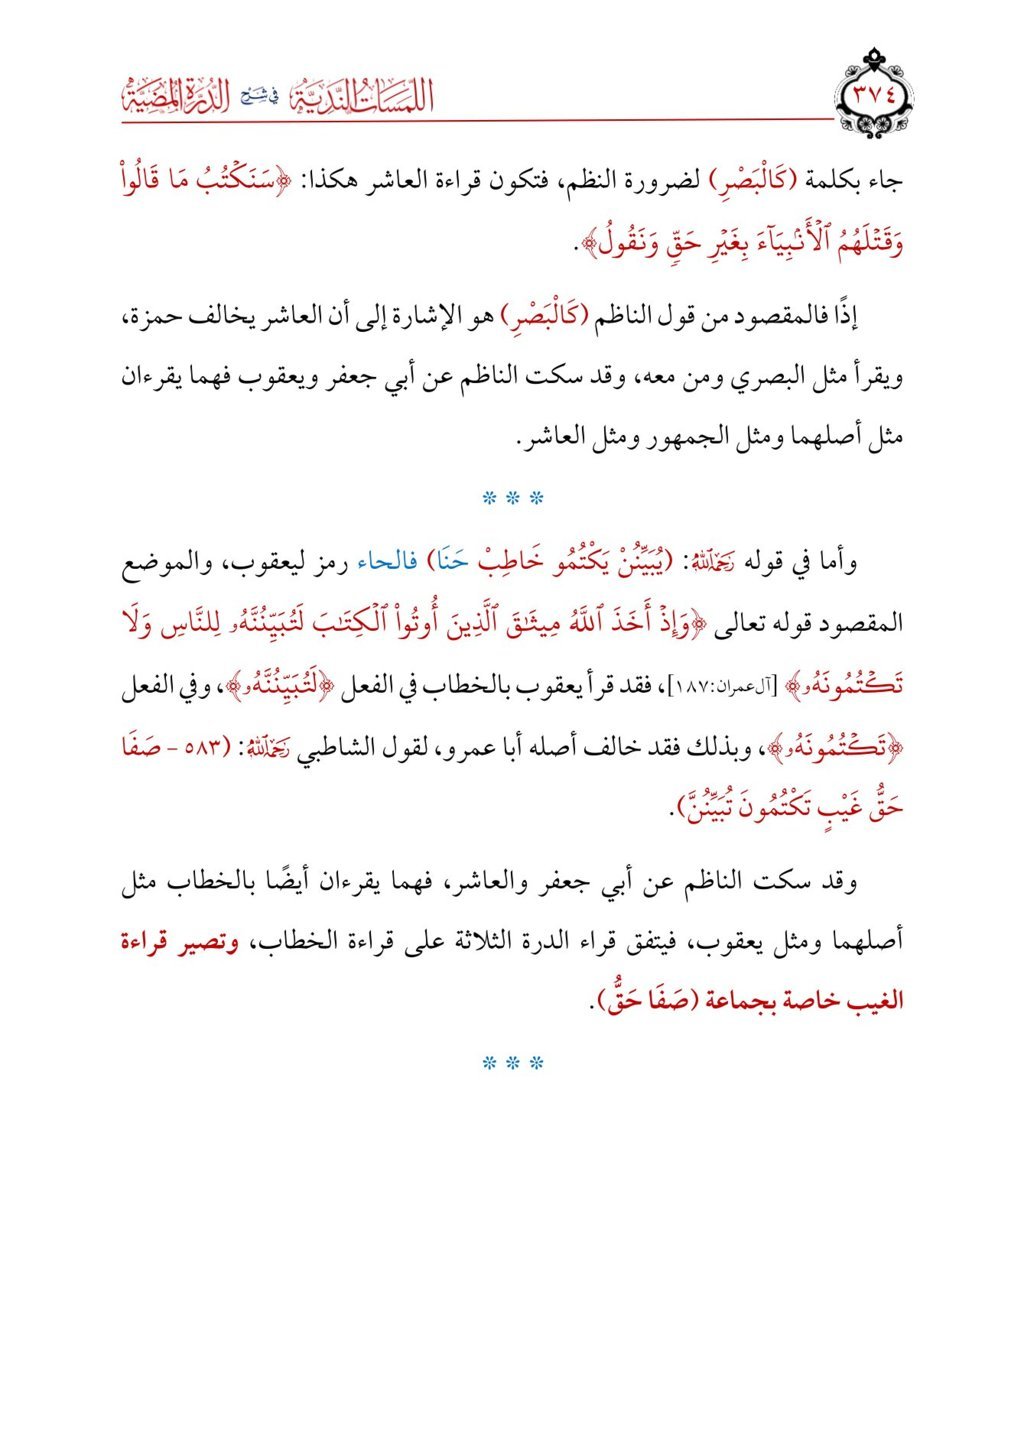 ٣٧٤
اللمسات الندية في شرح الدرة المضية
جاء بكلمة (كَالْبَصْرِ) لضرورة النظم، فتكون قراءة العاشر هكذا: ﴿سَنَكْتُبُ مَا قَالُوا۟
وَقَتْلَهُمُ ٱلْأَنۢبِيَآءَ بِغَيْرِ حَقٍّ وَنَقُولُ﴾.
إذًا فالمقصود من قول الناظم (كَالْبَصْرِ) هو الإشارة إلى أن العاشر يخالف حمزة،
ويقرأ مثل البصري ومن معه، وقد سكت الناظم عن أبي جعفر ويعقوب فهما يقرءان
مثل أصلهما ومثل الجمهور ومثل العاشر.
* * *
وأما في قوله رَحِمَهُ ٱللَّهُ: (يُبَيِّنُنْ يَكْتُمُو خَاطِبْ حَنَا) فالحاء رمز ليعقوب، والموضع
المقصود قوله تعالى ﴿وَإِذْ أَخَذَ ٱللَّهُ مِيثَٰقَ ٱلَّذِينَ أُوتُوا۟ ٱلْكِتَٰبَ لَتُبَيِّنُنَّهُۥ لِلنَّاسِ وَلَا
تَكْتُمُونَهُۥ﴾ [آل عمران: ١٨٧]، فقد قرأ يعقوب بالخطاب في الفعل ﴿لَتُبَيِّنُنَّهُۥ﴾، وفي الفعل
﴿تَكْتُمُونَهُۥ﴾، وبذلك فقد خالف أصله أبا عمرو، لقول الشاطبي رَحِمَهُ ٱللَّهُ: (٥٨٣ - صَفَا
حَقُّ غَيْبٍ تَكْتُمُونَ تُبَيِّنُنَّ).
وقد سكت الناظم عن أبي جعفر والعاشر، فهما يقرءان أيضًا بالخطاب مثل
أصلهما ومثل يعقوب، فيتفق قراء الدرة الثلاثة على قراءة الخطاب، وتصير قراءة
الغيب خاصة بجماعة (صَفَا حَقُّ).
* * *